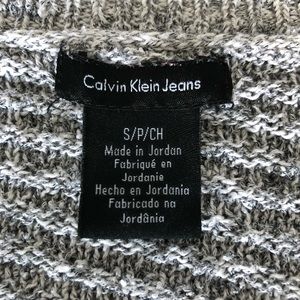 Calvin Klein Jeans
S/P/CH
Made in Jordan
Fabriqué en
Jordanie
Hecho en Jordania
Fabricado na
Jordânia